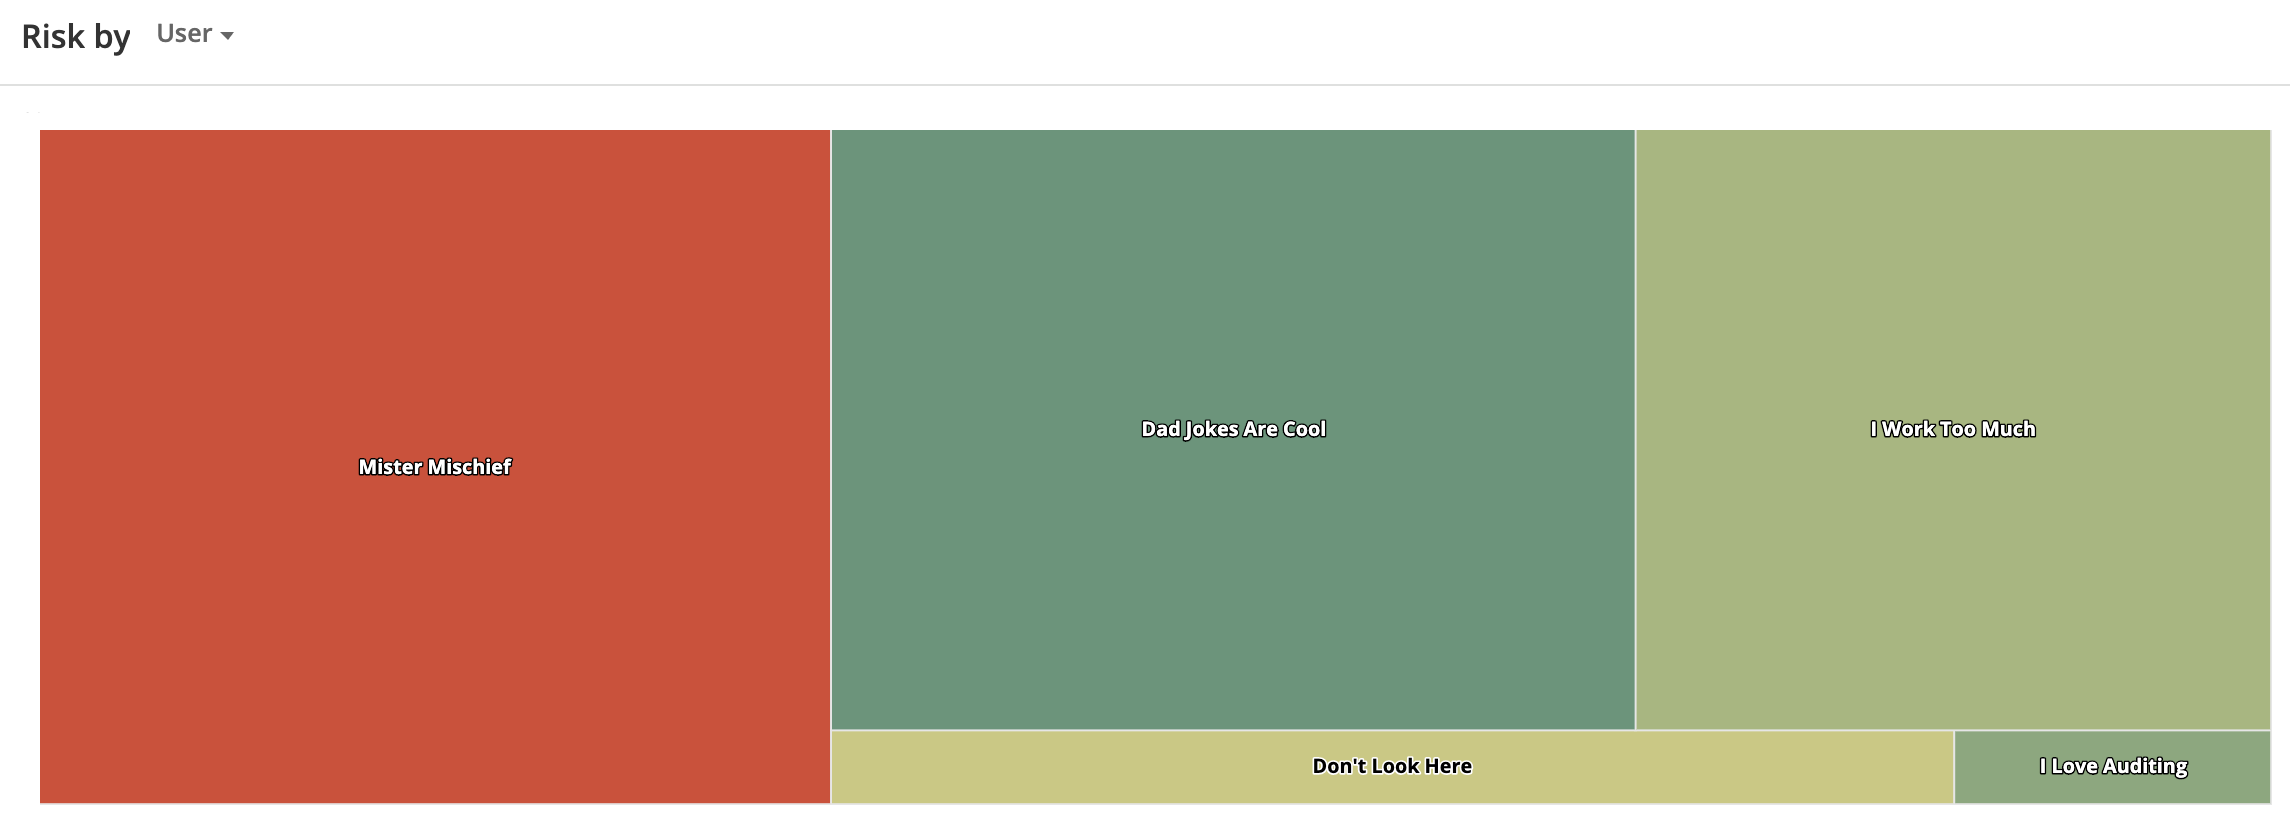 Risk by User
Mister Mischief
Dad Jokes Are Cool
I Work Too Much
Don't Look Here
I Love Auditing